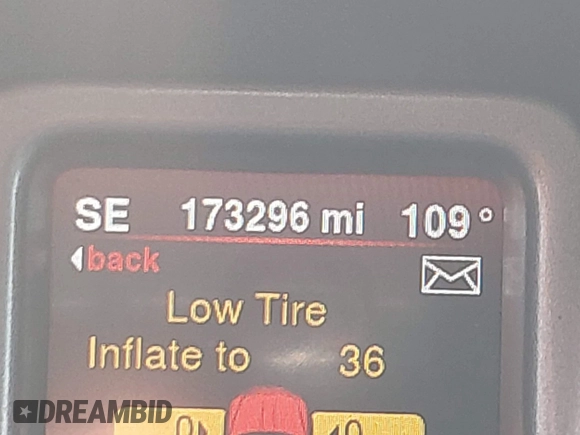 SE 173296 mi 109°
back
Low Tire
Inflate to 36
DREAMBID